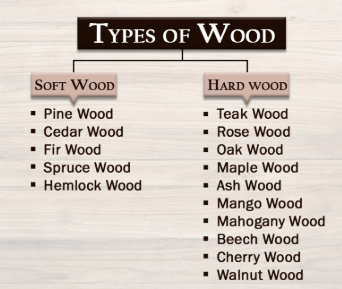 Types of Wood
Soft Wood
▪ Pine Wood
▪ Cedar Wood
▪ Fir Wood
▪ Spruce Wood
▪ Hemlock Wood
Hard wood
▪ Teak Wood
▪ Rose Wood
▪ Oak Wood
▪ Maple Wood
▪ Ash Wood
▪ Mango Wood
▪ Mahogany Wood
▪ Beech Wood
▪ Cherry Wood
▪ Walnut Wood